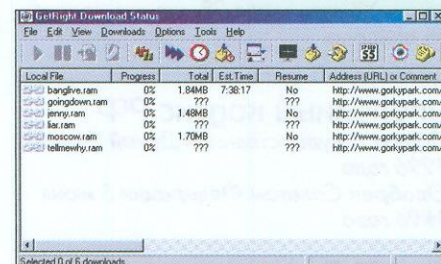 GetRight Download Status
File Edit View Downloads Options Tools Help
Local File Progress Total Est.Time Resume Address (URL) or Comment
banglive.ram 0% 1.84MB 7:38:17 No http://www.gorkypark.com/
goingdown.ram 0% ??? ??? No http://www.gorkypark.com/
jenny.ram 0% 1.48MB ??? No http://www.gorkypark.com/
liar.ram 0% ??? ??? ??? http://www.gorkypark.com/
moscow.ram 0% 1.70MB ??? No http://www.gorkypark.com/
tellmewhy.ram 0% ??? ??? ??? http://www.gorkypark.com/
Selected 0 of 6 downloads